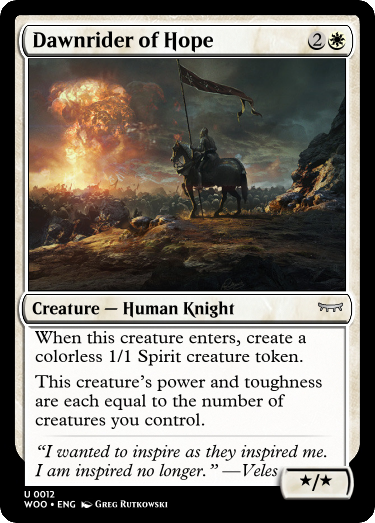 Dawnrider of Hope 2
Creature — Human Knight
When this creature enters, create a
colorless 1/1 Spirit creature token.
This creature's power and toughness
are each equal to the number of
creatures you control.
“I wanted to inspire as they inspired me.
I am inspired no longer.” —Veles
★/★
U 0012
WOO • ENG Greg Rutkowski